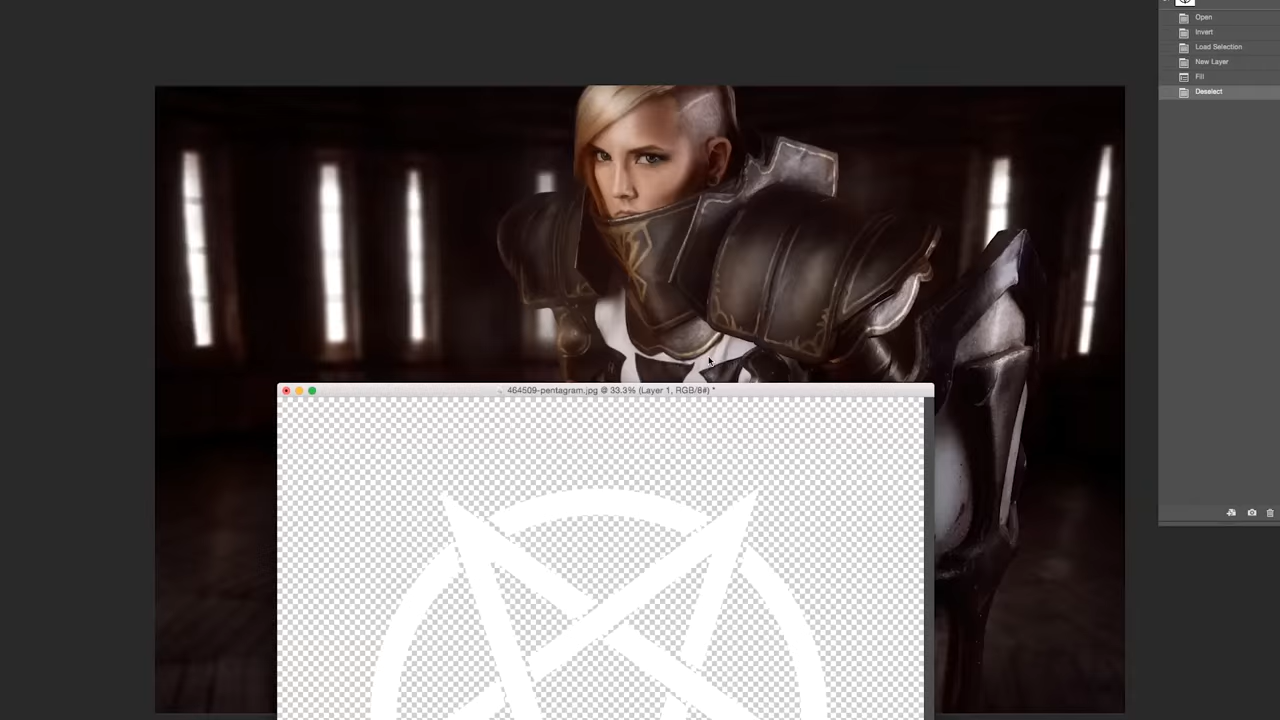 Open
Invert
Load Selection
New Layer
Fill
Deselect
464509-pentagram.jpg @ 33.3% (Layer 1, RGB/8#) *